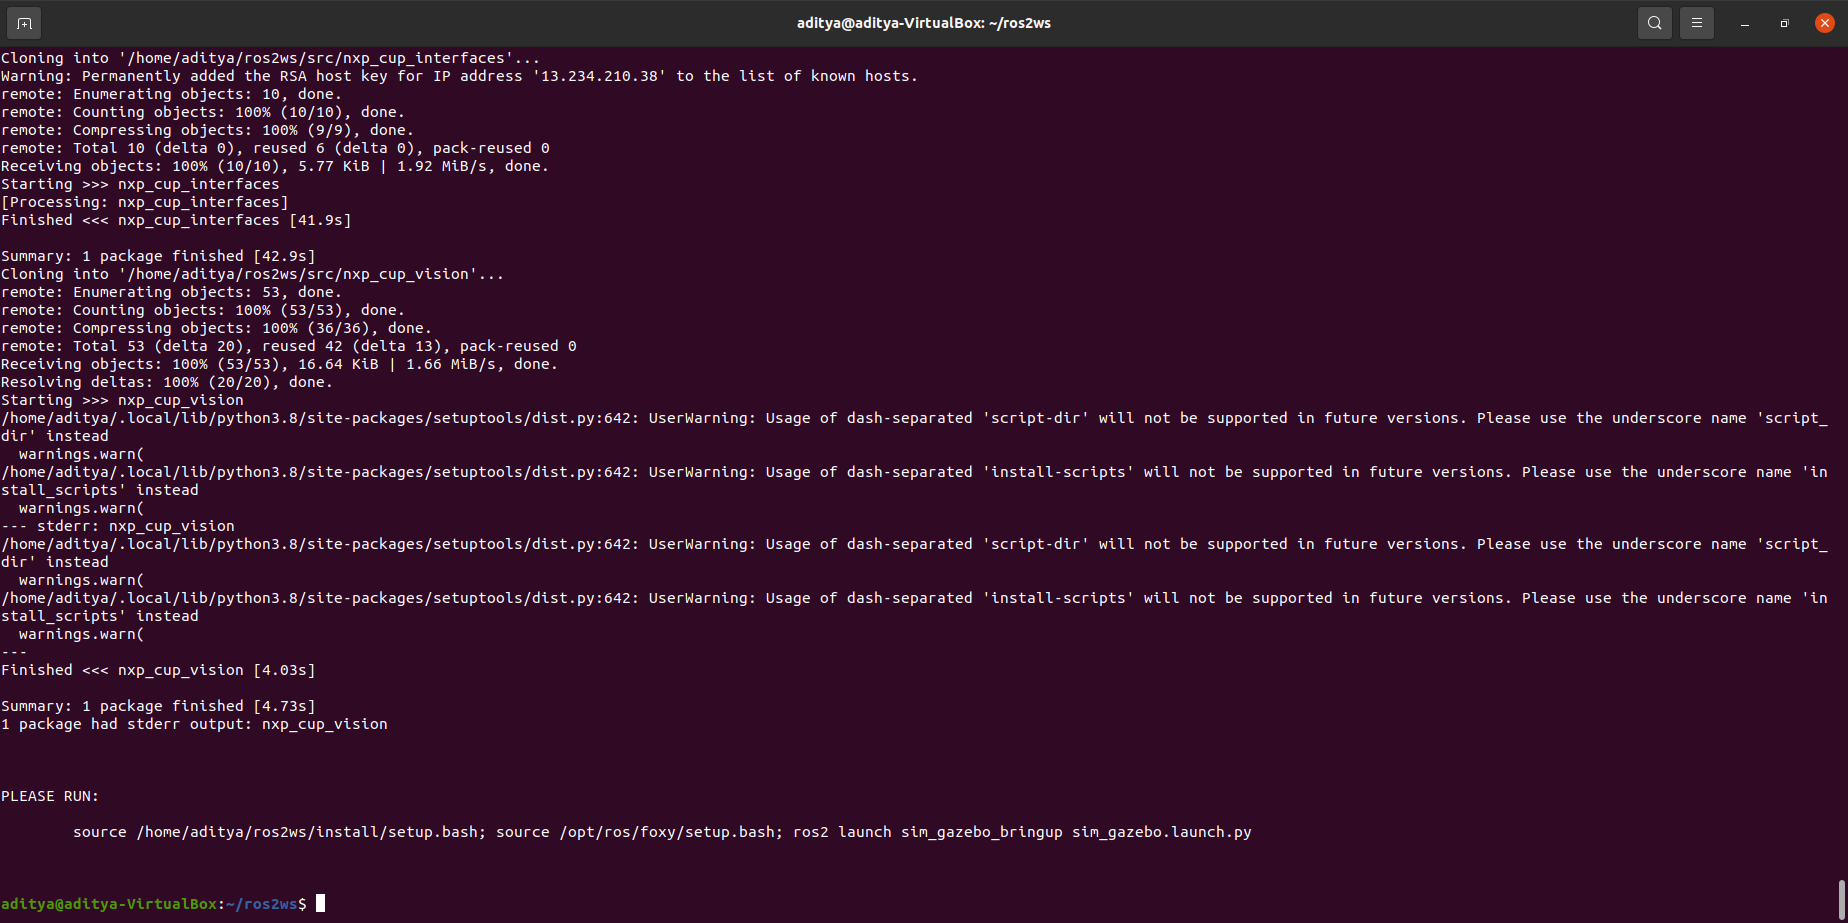 aditya@aditya-VirtualBox: ~/ros2ws
Cloning into '/home/aditya/ros2ws/src/nxp_cup_interfaces'...
Warning: Permanently added the RSA host key for IP address '13.234.210.38' to the list of known hosts.
remote: Enumerating objects: 10, done.
remote: Counting objects: 100% (10/10), done.
remote: Compressing objects: 100% (9/9), done.
remote: Total 10 (delta 0), reused 6 (delta 0), pack-reused 0
Receiving objects: 100% (10/10), 5.77 KiB | 1.92 MiB/s, done.
Starting >>> nxp_cup_interfaces
[Processing: nxp_cup_interfaces]
Finished <<< nxp_cup_interfaces [41.9s]

Summary: 1 package finished [42.9s]
Cloning into '/home/aditya/ros2ws/src/nxp_cup_vision'...
remote: Enumerating objects: 53, done.
remote: Counting objects: 100% (53/53), done.
remote: Compressing objects: 100% (36/36), done.
remote: Total 53 (delta 20), reused 42 (delta 13), pack-reused 0
Receiving objects: 100% (53/53), 16.64 KiB | 1.66 MiB/s, done.
Resolving deltas: 100% (20/20), done.
Starting >>> nxp_cup_vision
/home/aditya/.local/lib/python3.8/site-packages/setuptools/dist.py:642: UserWarning: Usage of dash-separated 'script-dir' will not be supported in future versions. Please use the underscore name 'script_
dir' instead
  warnings.warn(
/home/aditya/.local/lib/python3.8/site-packages/setuptools/dist.py:642: UserWarning: Usage of dash-separated 'install-scripts' will not be supported in future versions. Please use the underscore name 'in
stall_scripts' instead
  warnings.warn(
--- stderr: nxp_cup_vision
/home/aditya/.local/lib/python3.8/site-packages/setuptools/dist.py:642: UserWarning: Usage of dash-separated 'script-dir' will not be supported in future versions. Please use the underscore name 'script_
dir' instead
  warnings.warn(
/home/aditya/.local/lib/python3.8/site-packages/setuptools/dist.py:642: UserWarning: Usage of dash-separated 'install-scripts' will not be supported in future versions. Please use the underscore name 'in
stall_scripts' instead
  warnings.warn(
---
Finished <<< nxp_cup_vision [4.03s]

Summary: 1 package finished [4.73s]
1 package had stderr output: nxp_cup_vision

PLEASE RUN:

        source /home/aditya/ros2ws/install/setup.bash; source /opt/ros/foxy/setup.bash; ros2 launch sim_gazebo_bringup sim_gazebo.launch.py

aditya@aditya-VirtualBox:~/ros2ws$